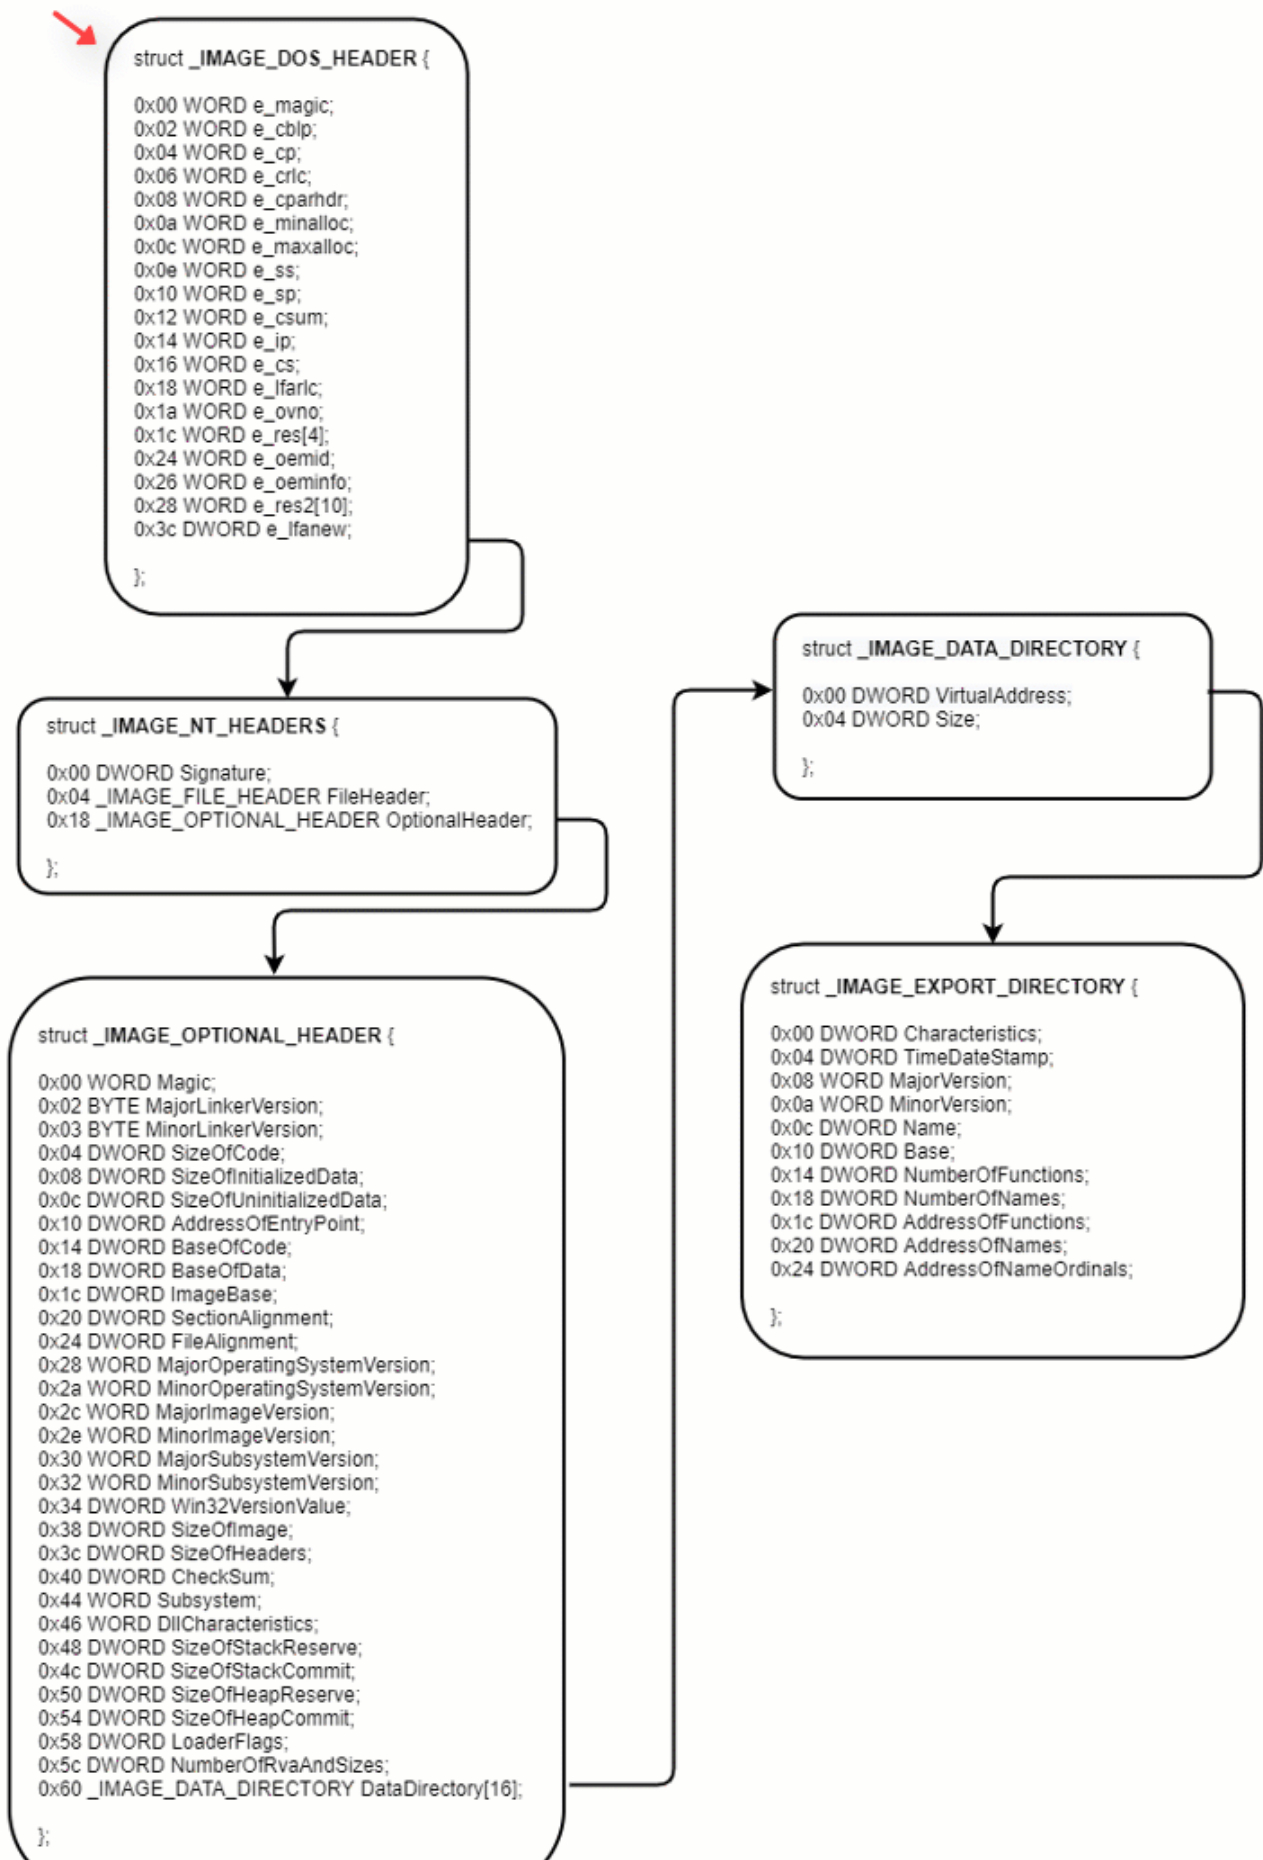 struct _IMAGE_DOS_HEADER {
0x00 WORD e_magic;
0x02 WORD e_cblp;
0x04 WORD e_cp;
0x06 WORD e_crlc;
0x08 WORD e_cparhdr;
0x0a WORD e_minalloc;
0x0c WORD e_maxalloc;
0x0e WORD e_ss;
0x10 WORD e_sp;
0x12 WORD e_csum;
0x14 WORD e_ip;
0x16 WORD e_cs;
0x18 WORD e_lfarlc;
0x1a WORD e_ovno;
0x1c WORD e_res[4];
0x24 WORD e_oemid;
0x26 WORD e_oeminfo;
0x28 WORD e_res2[10];
0x3c DWORD e_lfanew;
};
struct _IMAGE_NT_HEADERS {
0x00 DWORD Signature;
0x04 _IMAGE_FILE_HEADER FileHeader;
0x18 _IMAGE_OPTIONAL_HEADER OptionalHeader;
};
struct _IMAGE_OPTIONAL_HEADER {
0x00 WORD Magic;
0x02 BYTE MajorLinkerVersion;
0x03 BYTE MinorLinkerVersion;
0x04 DWORD SizeOfCode;
0x08 DWORD SizeOfInitializedData;
0x0c DWORD SizeOfUninitializedData;
0x10 DWORD AddressOfEntryPoint;
0x14 DWORD BaseOfCode;
0x18 DWORD BaseOfData;
0x1c DWORD ImageBase;
0x20 DWORD SectionAlignment;
0x24 DWORD FileAlignment;
0x28 WORD MajorOperatingSystemVersion;
0x2a WORD MinorOperatingSystemVersion;
0x2c WORD MajorImageVersion;
0x2e WORD MinorImageVersion;
0x30 WORD MajorSubsystemVersion;
0x32 WORD MinorSubsystemVersion;
0x34 DWORD Win32VersionValue;
0x38 DWORD SizeOfImage;
0x3c DWORD SizeOfHeaders;
0x40 DWORD CheckSum;
0x44 WORD Subsystem;
0x46 WORD DllCharacteristics;
0x48 DWORD SizeOfStackReserve;
0x4c DWORD SizeOfStackCommit;
0x50 DWORD SizeOfHeapReserve;
0x54 DWORD SizeOfHeapCommit;
0x58 DWORD LoaderFlags;
0x5c DWORD NumberOfRvaAndSizes;
0x60 _IMAGE_DATA_DIRECTORY DataDirectory[16];
};
struct _IMAGE_DATA_DIRECTORY {
0x00 DWORD VirtualAddress;
0x04 DWORD Size;
};
struct _IMAGE_EXPORT_DIRECTORY {
0x00 DWORD Characteristics;
0x04 DWORD TimeDateStamp;
0x08 WORD MajorVersion;
0x0a WORD MinorVersion;
0x0c DWORD Name;
0x10 DWORD Base;
0x14 DWORD NumberOfFunctions;
0x18 DWORD NumberOfNames;
0x1c DWORD AddressOfFunctions;
0x20 DWORD AddressOfNames;
0x24 DWORD AddressOfNameOrdinals;
};